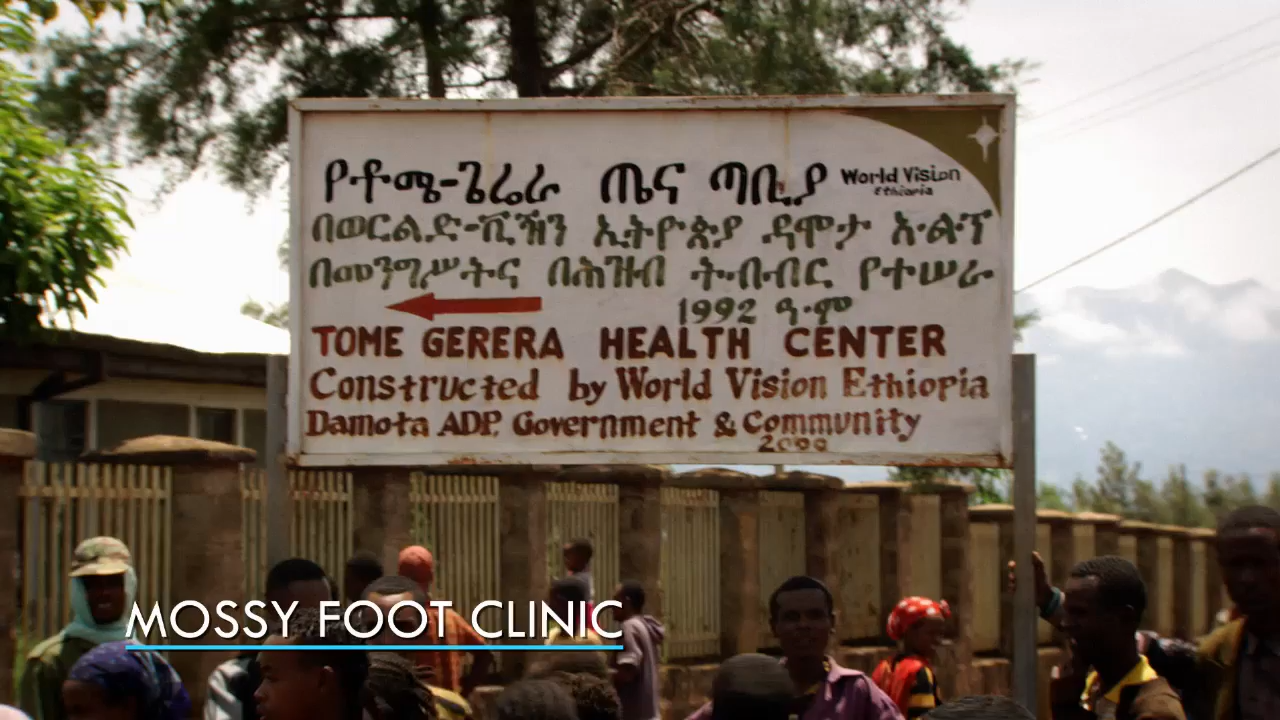 የቶሜ-ጌሬራ ጤና ጣቢያ
World Vision
Ethiopia
በወርልድ-ቪዥን ኢትዮጵያ ዳሞታ ኤ·ል·ፕ
በመንግሥትና በሕዝብ ት·ብብር የተሠራ
1992 ዓ·ም
TOME GERERA HEALTH CENTER
Constructed by World Vision Ethiopia
Damota ADP. Government & Community
2000
MOSSY FOOT CLINIC